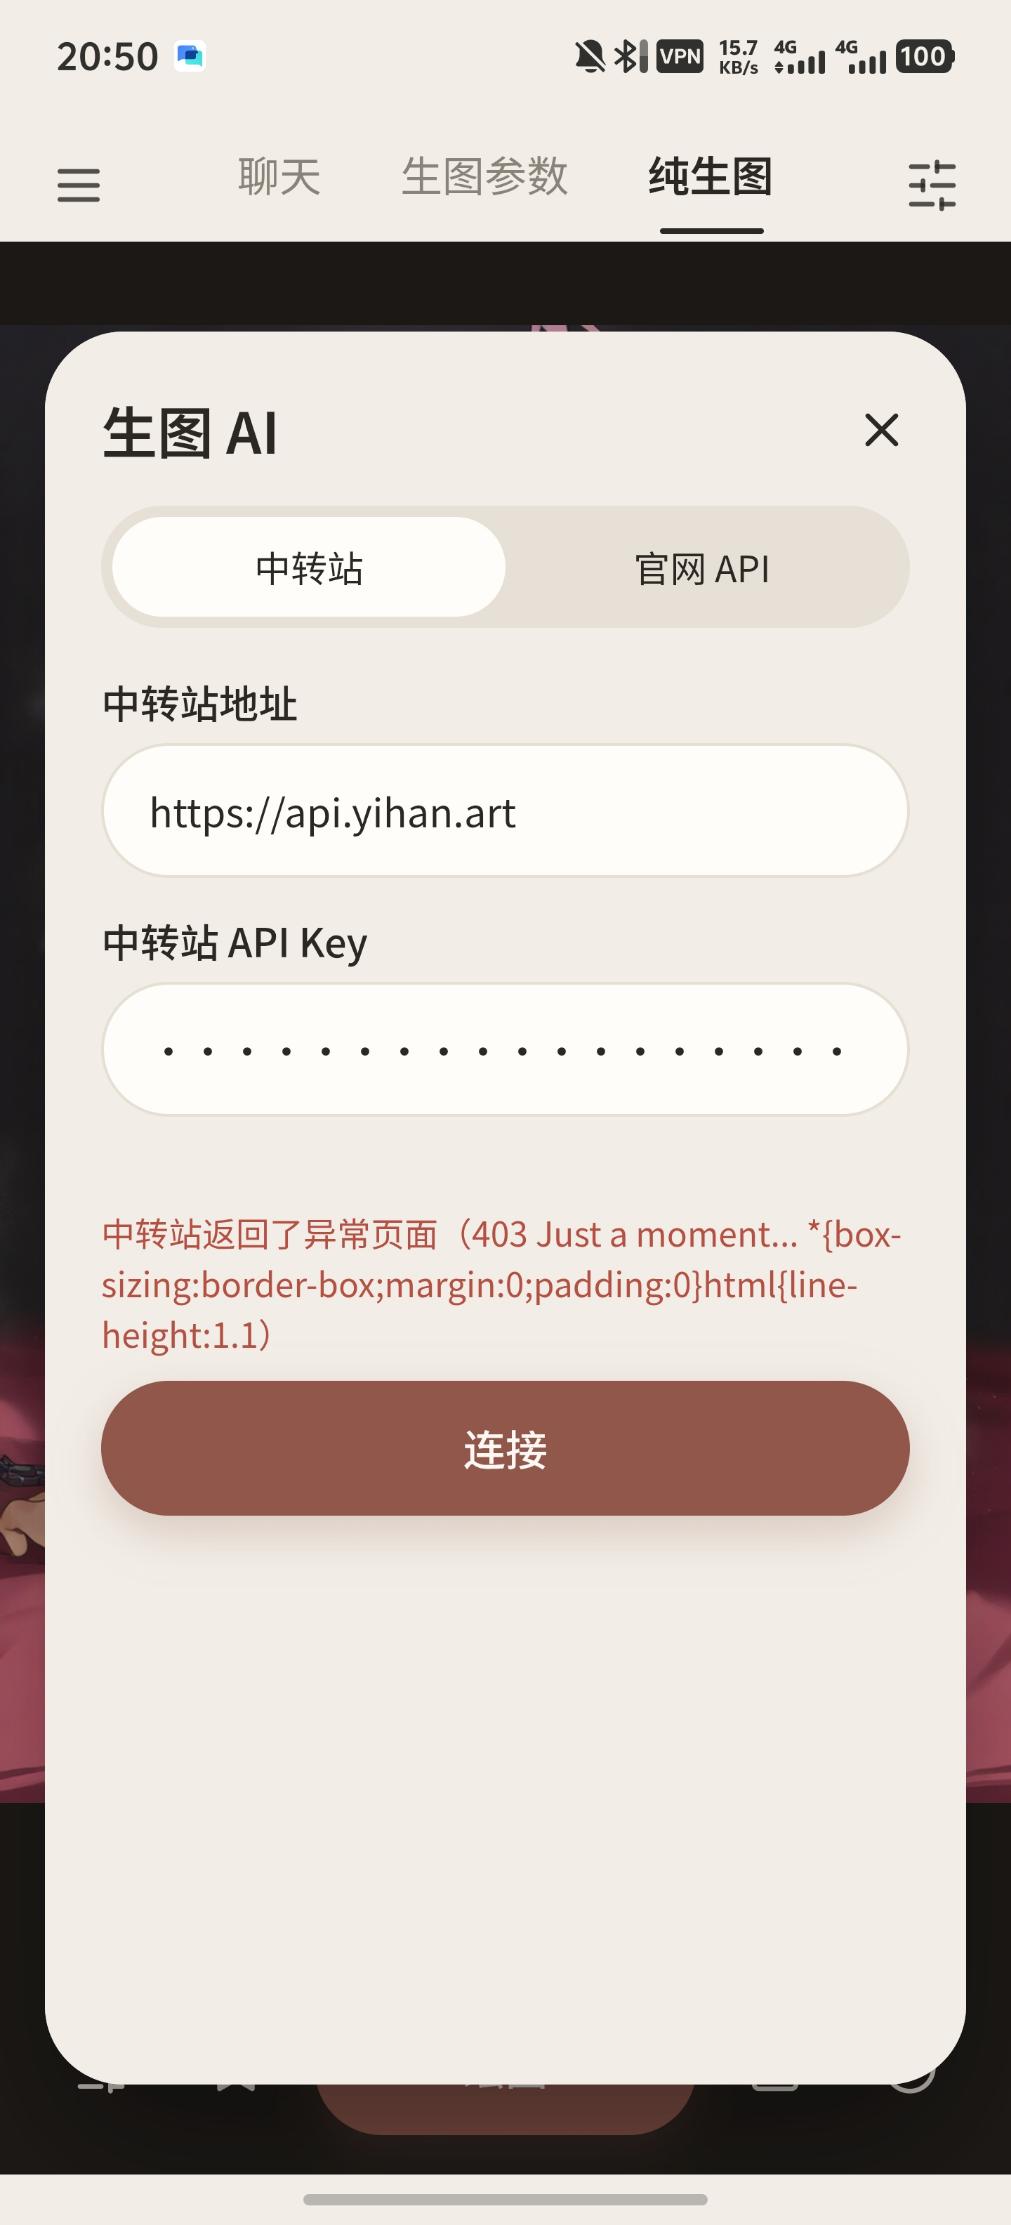 20:50
VPN 15.7 KB/s 4G 4G 100
聊天 生图参数 纯生图
生图 AI
中转站 官网 API
中转站地址
https://api.yihan.art
中转站 API Key
中转站返回了异常页面（403 Just a moment... *{box-
sizing:border-box;margin:0;padding:0}html{line-
height:1.1）
连接